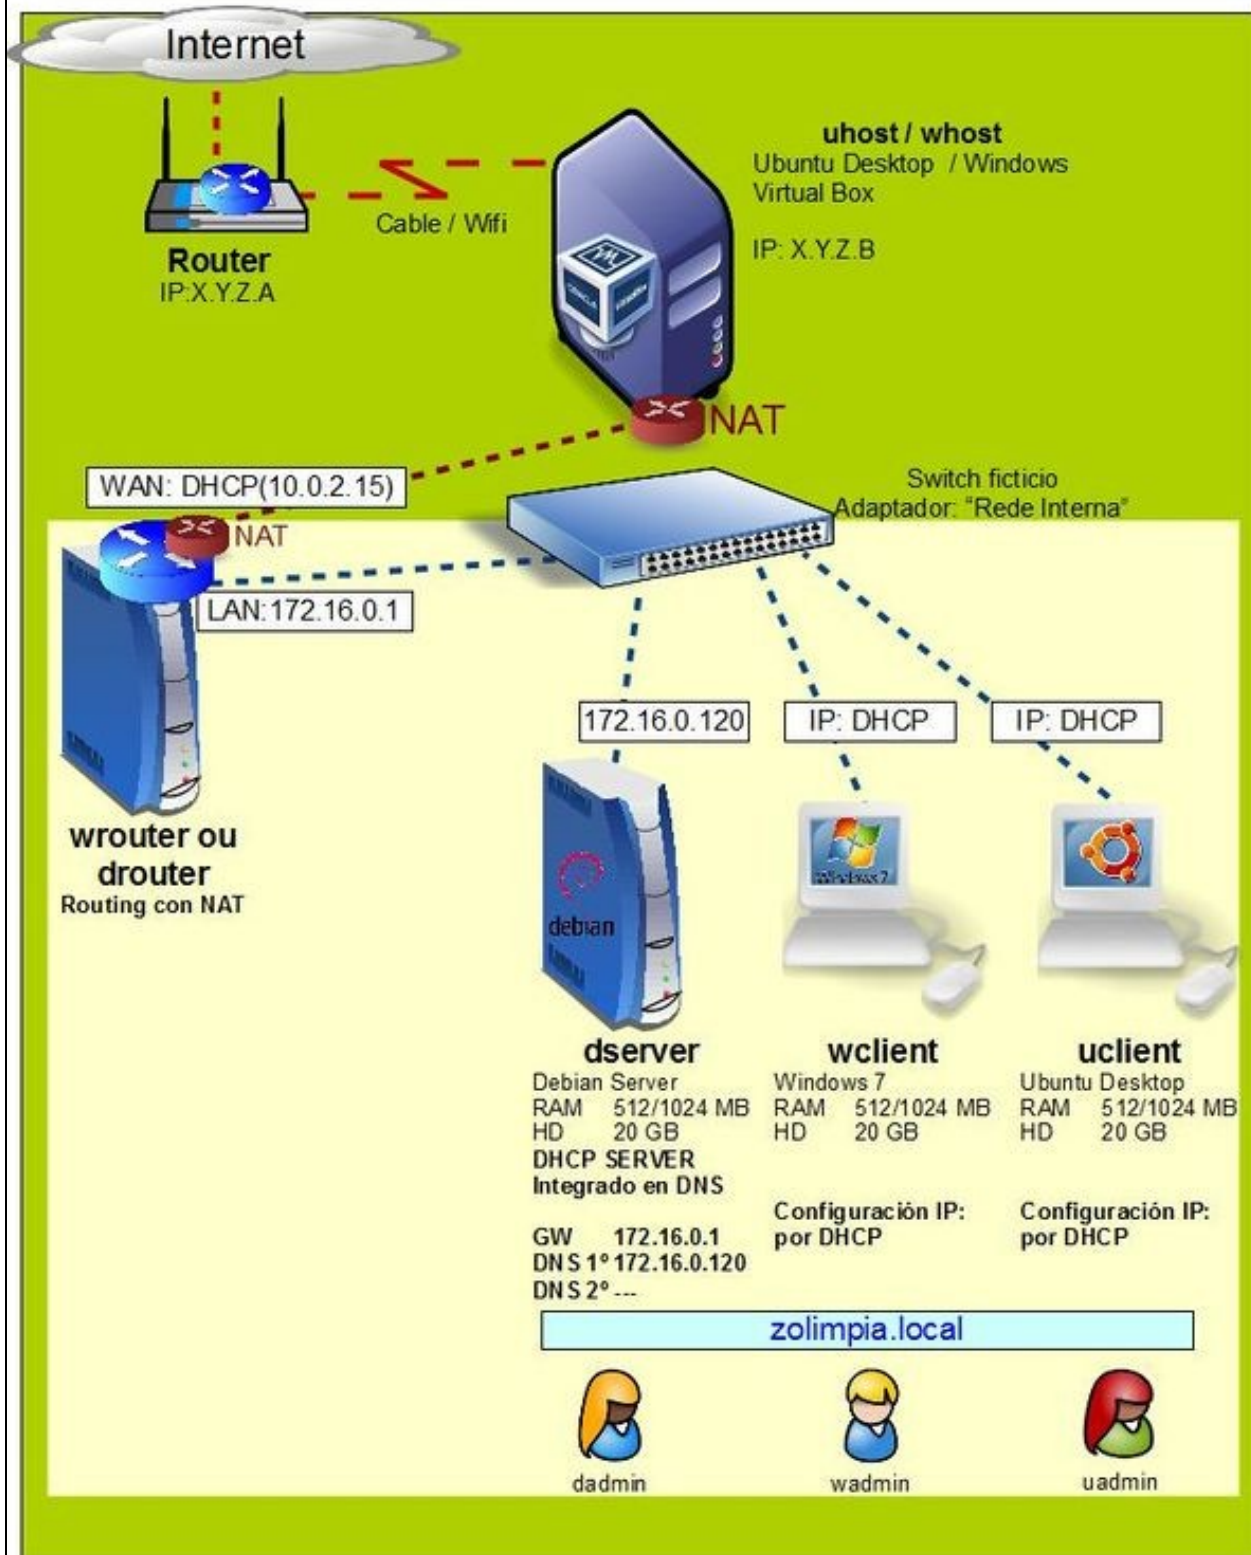 Internet
uhost / whost
Ubuntu Desktop / Windows
Virtual Box
Cable / Wifi
IP: X.Y.Z.B
Router
IP:X.Y.Z.A
NAT
WAN: DHCP(10.0.2.15)
Switch ficticio
Adaptador: "Rede Interna"
NAT
LAN:172.16.0.1
172.16.0.120
IP: DHCP
IP: DHCP
wrouter ou
drouter
Routing con NAT
Windows 7
debian
dserver
Debian Server
RAM 512/1024 MB
HD 20 GB
DHCP SERVER
Integrado en DNS
GW 172.16.0.1
DNS 1º 172.16.0.120
DNS 2º ---
wclient
Windows 7
RAM 512/1024 MB
HD 20 GB
Configuración IP:
por DHCP
uclient
Ubuntu Desktop
RAM 512/1024 MB
HD 20 GB
Configuración IP:
por DHCP
zolimpia.local
dadmin
wadmin
uadmin